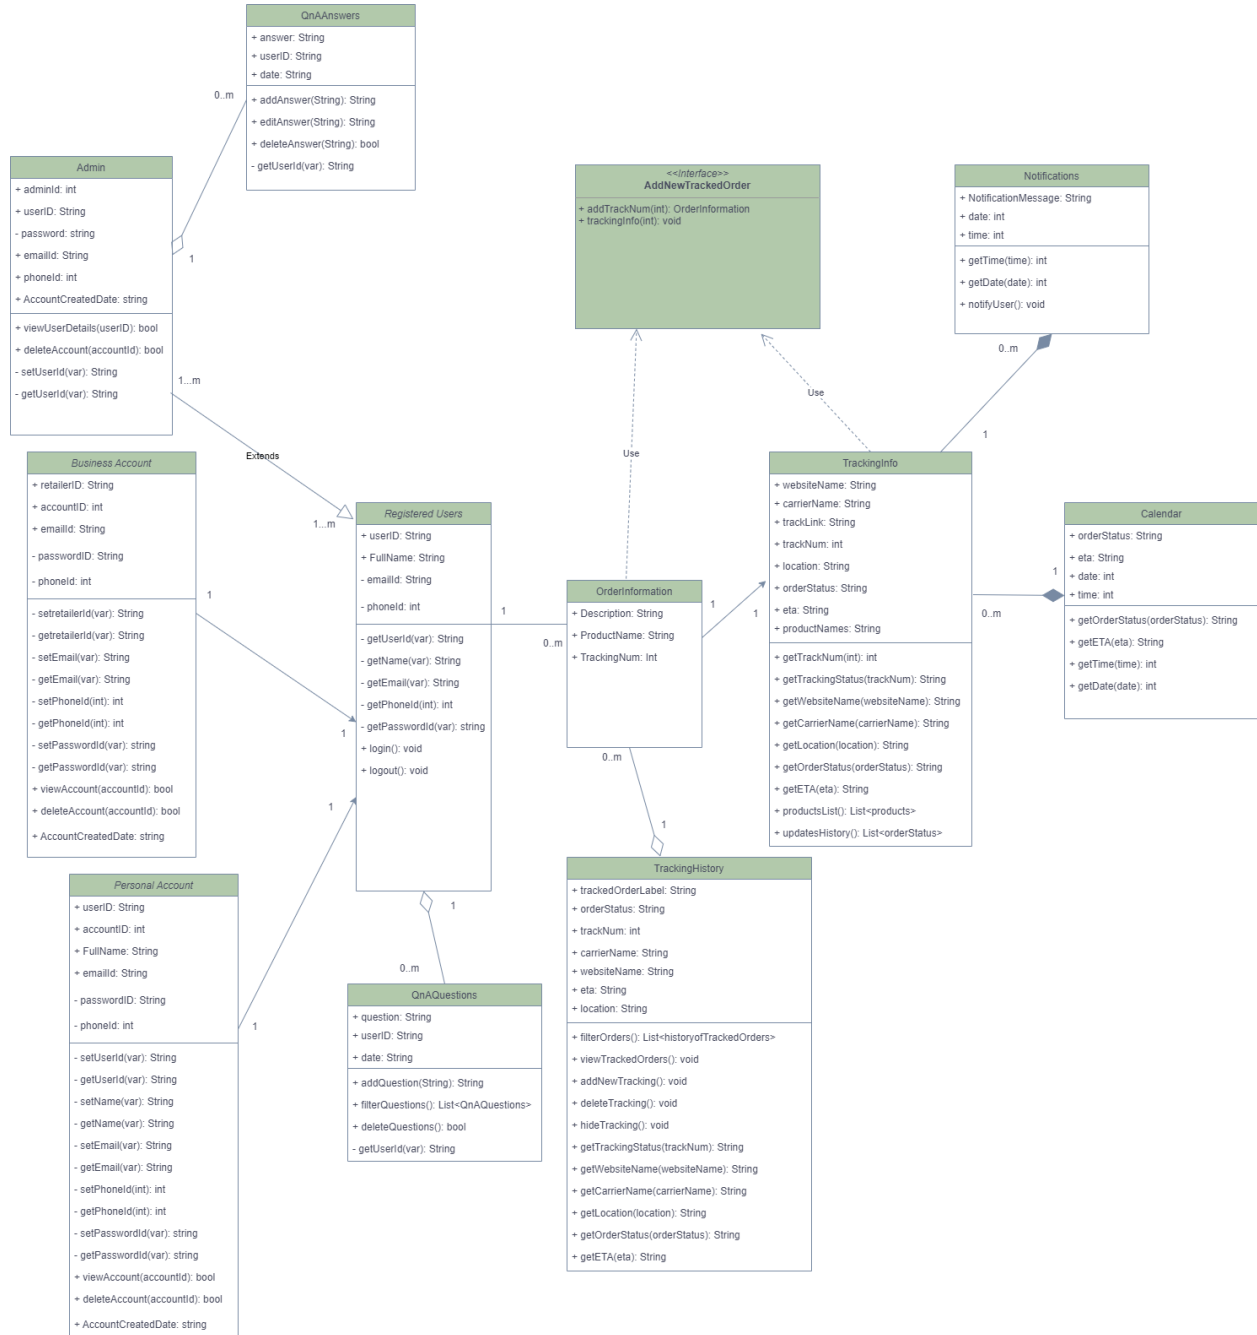 QnAAnswers
+ answer: String
+ userID: String
+ date: String
+ addAnswer(String): String
+ editAnswer(String): String
+ deleteAnswer(String): bool
- getUserId(var): String
0..m
1
Admin
+ adminId: int
+ userID: String
- password: string
+ emailId: String
+ phoneId: int
+ AccountCreatedDate: string
+ viewUserDetails(userID): bool
+ deleteAccount(accountId): bool
- setUserId(var): String
- getUserId(var): String
1...m
Extends
1...m
<<Interface>>
AddNewTrackedOrder
+ addTrackNum(int): OrderInformation
+ trackingInfo(int): void
Use
Use
Notifications
+ NotificationMessage: String
+ date: int
+ time: int
+ getTime(time): int
+ getDate(date): int
+ notifyUser(): void
0..m
1
Business Account
+ retailerID: String
+ accountID: int
+ emailId: String
- passwordID: String
- phoneId: int
- setretailerId(var): String
- getretailerId(var): String
- setEmail(var): String
- getEmail(var): String
- setPhoneId(int): int
- getPhoneId(int): int
- setPasswordId(var): string
- getPasswordId(var): string
+ viewAccount(accountId): bool
+ deleteAccount(accountId): bool
+ AccountCreatedDate: string
1
1
Registered Users
+ userID: String
+ FullName: String
- emailId: String
- phoneId: int
- getUserId(var): String
- getName(var): String
- getEmail(var): String
- getPhoneId(int): int
- getPasswordId(var): string
+ login(): void
+ logout(): void
1
0..m
OrderInformation
+ Description: String
+ ProductName: String
+ TrackingNum: Int
1
1
TrackingInfo
+ websiteName: String
+ carrierName: String
+ trackLink: String
+ trackNum: int
+ location: String
+ orderStatus: String
+ eta: String
+ productNames: String
+ getTrackNum(int): int
+ getTrackingStatus(trackNum): String
+ getWebsiteName(websiteName): String
+ getCarrierName(carrierName): String
+ getLocation(location): String
+ getOrderStatus(orderStatus): String
+ getETA(eta): String
+ productsList(): List<products>
+ updatesHistory(): List<orderStatus>
1
0..m
Calendar
+ orderStatus: String
+ eta: String
+ date: int
+ time: int
+ getOrderStatus(orderStatus): String
+ getETA(eta): String
+ getTime(time): int
+ getDate(date): int
Personal Account
+ userID: String
+ accountID: int
+ FullName: String
+ emailId: String
- passwordID: String
- phoneId: int
- setUserId(var): String
- getUserId(var): String
- setName(var): String
- getName(var): String
- setEmail(var): String
- getEmail(var): String
- setPhoneId(int): int
- getPhoneId(int): int
- setPasswordId(var): string
- getPasswordId(var): string
+ viewAccount(accountId): bool
+ deleteAccount(accountId): bool
+ AccountCreatedDate: string
1
1
1
0..m
QnAQuestions
+ question: String
+ userID: String
+ date: String
+ addQuestion(String): String
+ filterQuestions(): List<QnAQuestions>
+ deleteQuestions(): bool
- getUserId(var): String
0..m
1
TrackingHistory
+ trackedOrderLabel: String
+ orderStatus: String
+ trackNum: int
+ carrierName: String
+ websiteName: String
+ eta: String
+ location: String
+ filterOrders(): List<historyofTrackedOrders>
+ viewTrackedOrders(): void
+ addNewTracking(): void
+ deleteTracking(): void
+ hideTracking(): void
+ getTrackingStatus(trackNum): String
+ getWebsiteName(websiteName): String
+ getCarrierName(carrierName): String
+ getLocation(location): String
+ getOrderStatus(orderStatus): String
+ getETA(eta): String